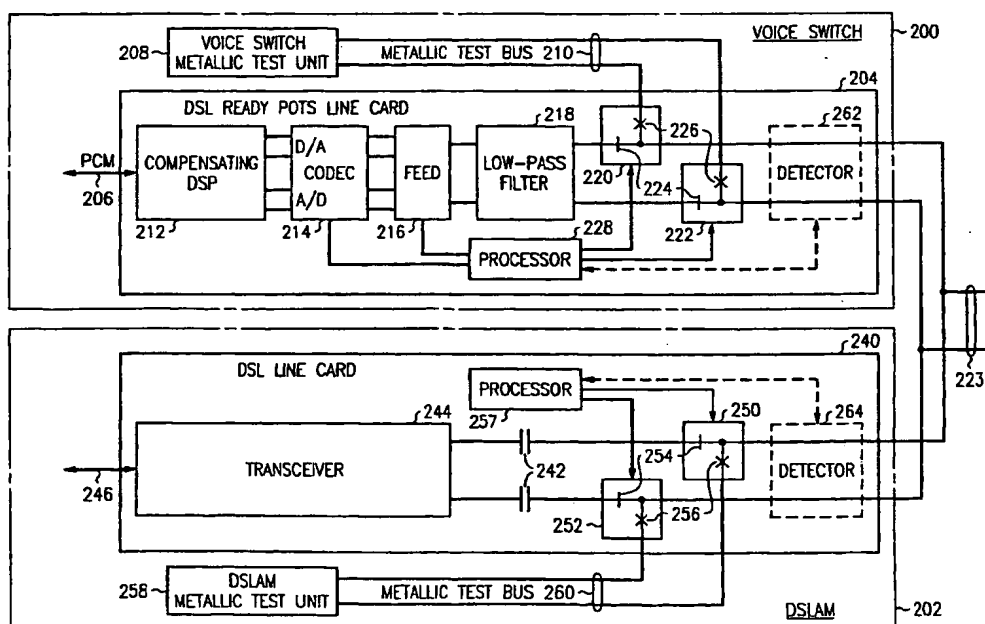 VOICE SWITCH
200
208
VOICE SWITCH
METALLIC TEST UNIT
METALLIC TEST BUS 210
204
DSL READY POTS LINE CARD
218
262
PCM
206
COMPENSATING
DSP
D/A
CODEC
A/D
FEED
LOW-PASS
FILTER
226
220
224
DETECTOR
212
214
216
228
222
PROCESSOR
223
240
DSL LINE CARD
PROCESSOR
257
250
264
244
TRANSCEIVER
242
254
DETECTOR
246
252
256
258
DSLAM
METALLIC TEST UNIT
METALLIC TEST BUS 260
DSLAM
202